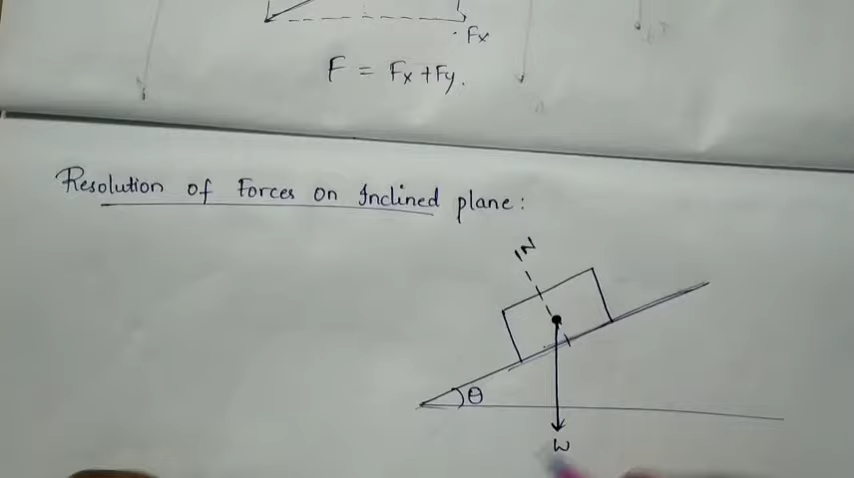 Fx
F = Fx + Fy.
Resolution of Forces on Inclined plane:
N
θ
W